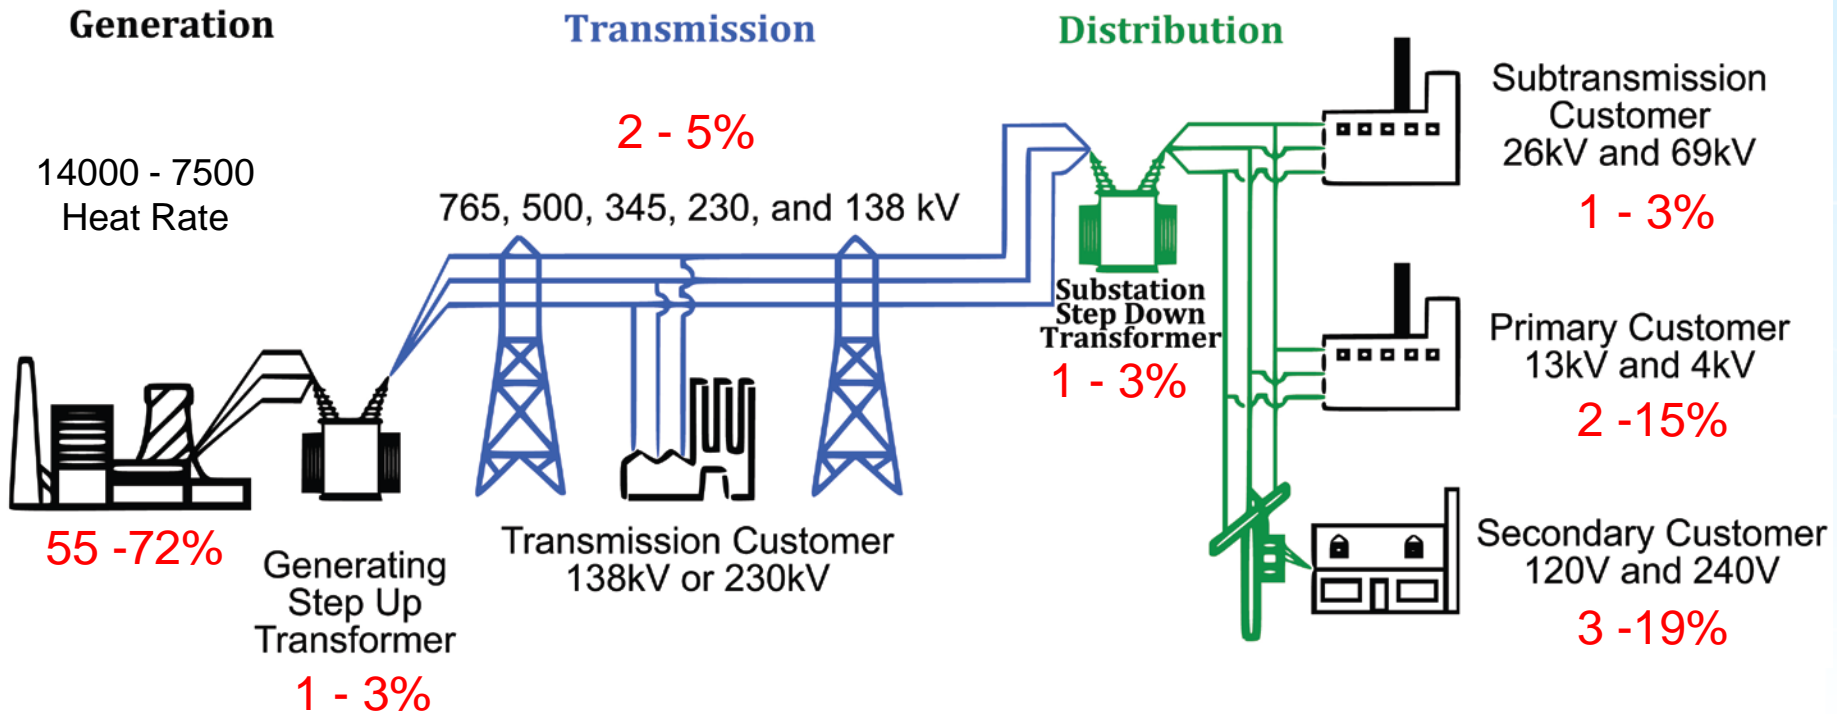 Generation
Transmission
Distribution
14000 - 7500
Heat Rate
2 - 5%
765, 500, 345, 230, and 138 kV
55 -72%
Generating
Step Up
Transformer
1 - 3%
Transmission Customer
138kV or 230kV
Substation
Step Down
Transformer
1 - 3%
Subtransmission
Customer
26kV and 69kV
1 - 3%
Primary Customer
13kV and 4kV
2 -15%
Secondary Customer
120V and 240V
3 -19%